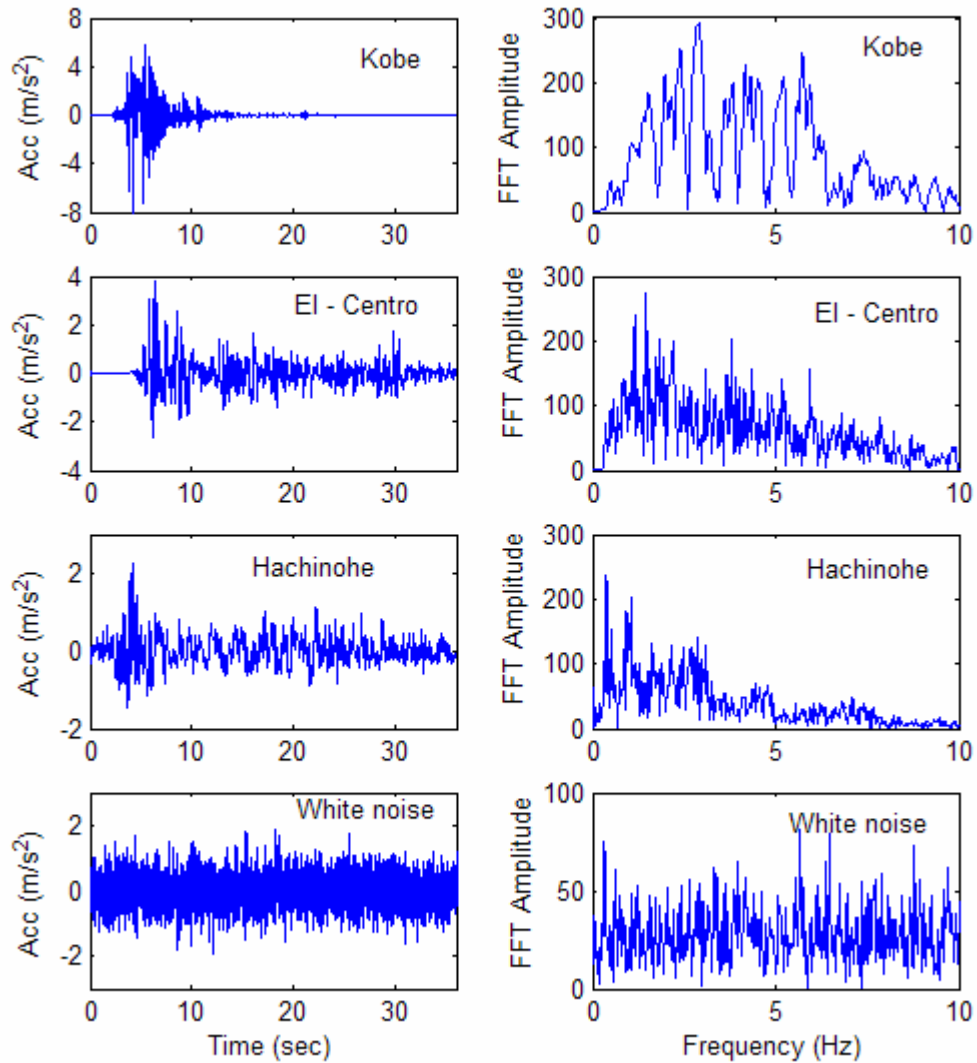 Acc (m/s²)
8
4
0
-4
-8
Kobe
0 10 20 30
FFT Amplitude
300
200
100
0
Kobe
0 5 10
Acc (m/s²)
4
2
0
-2
-4
El - Centro
0 10 20 30
FFT Amplitude
300
200
100
0
El - Centro
0 5 10
Acc (m/s²)
2
0
-2
Hachinohe
0 10 20 30
FFT Amplitude
300
200
100
0
Hachinohe
0 5 10
Acc (m/s²)
2
0
-2
White noise
0 10 20 30
Time (sec)
FFT Amplitude
100
50
0
White noise
0 5 10
Frequency (Hz)